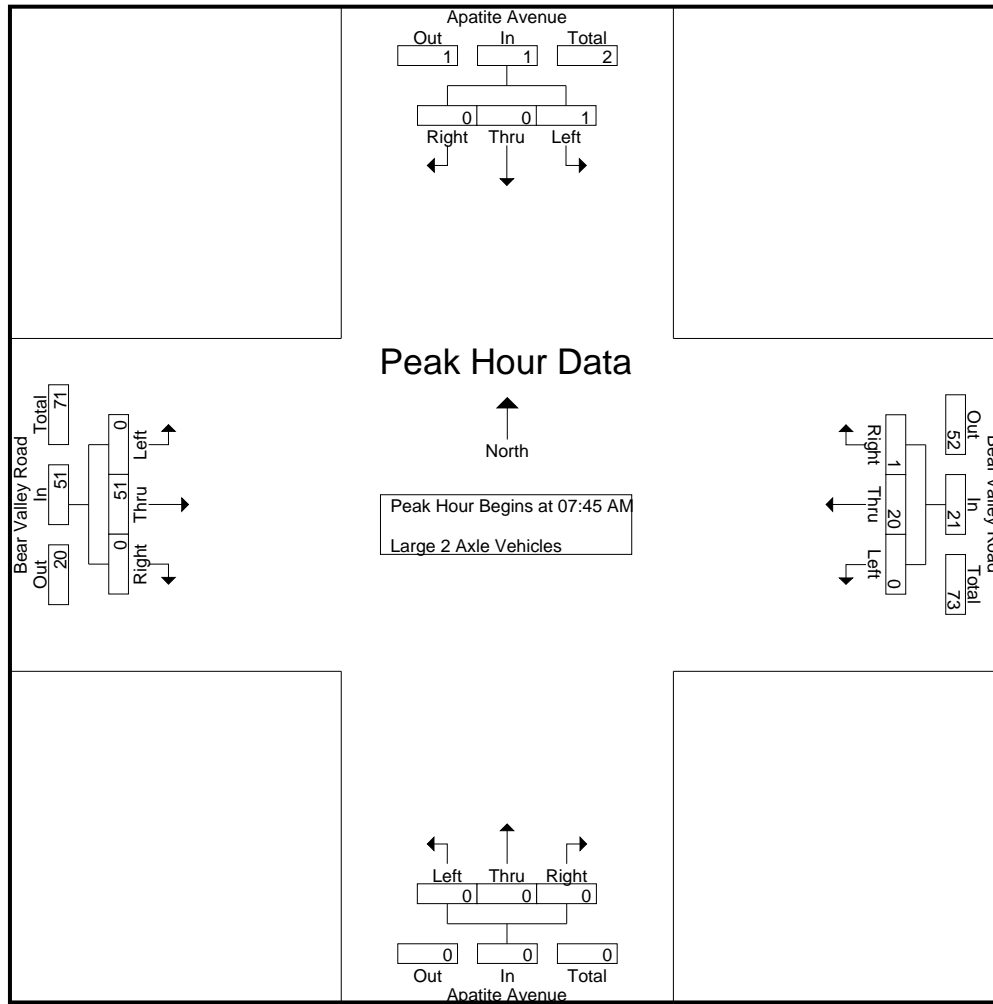 Apatite Avenue
Out In Total
1 1 2
0 0 1
Right Thru Left
Peak Hour Data
North
Peak Hour Begins at 07:45 AM
Large 2 Axle Vehicles
Bear Valley Road
Total In Out
71 51 20
0 51 0
Left Thru Right
Bear Valley Road
Out In Total
52 21 73
1 20 0
Right Thru Left
Left Thru Right
0 0 0
0 0 0
Out In Total
Apatite Avenue